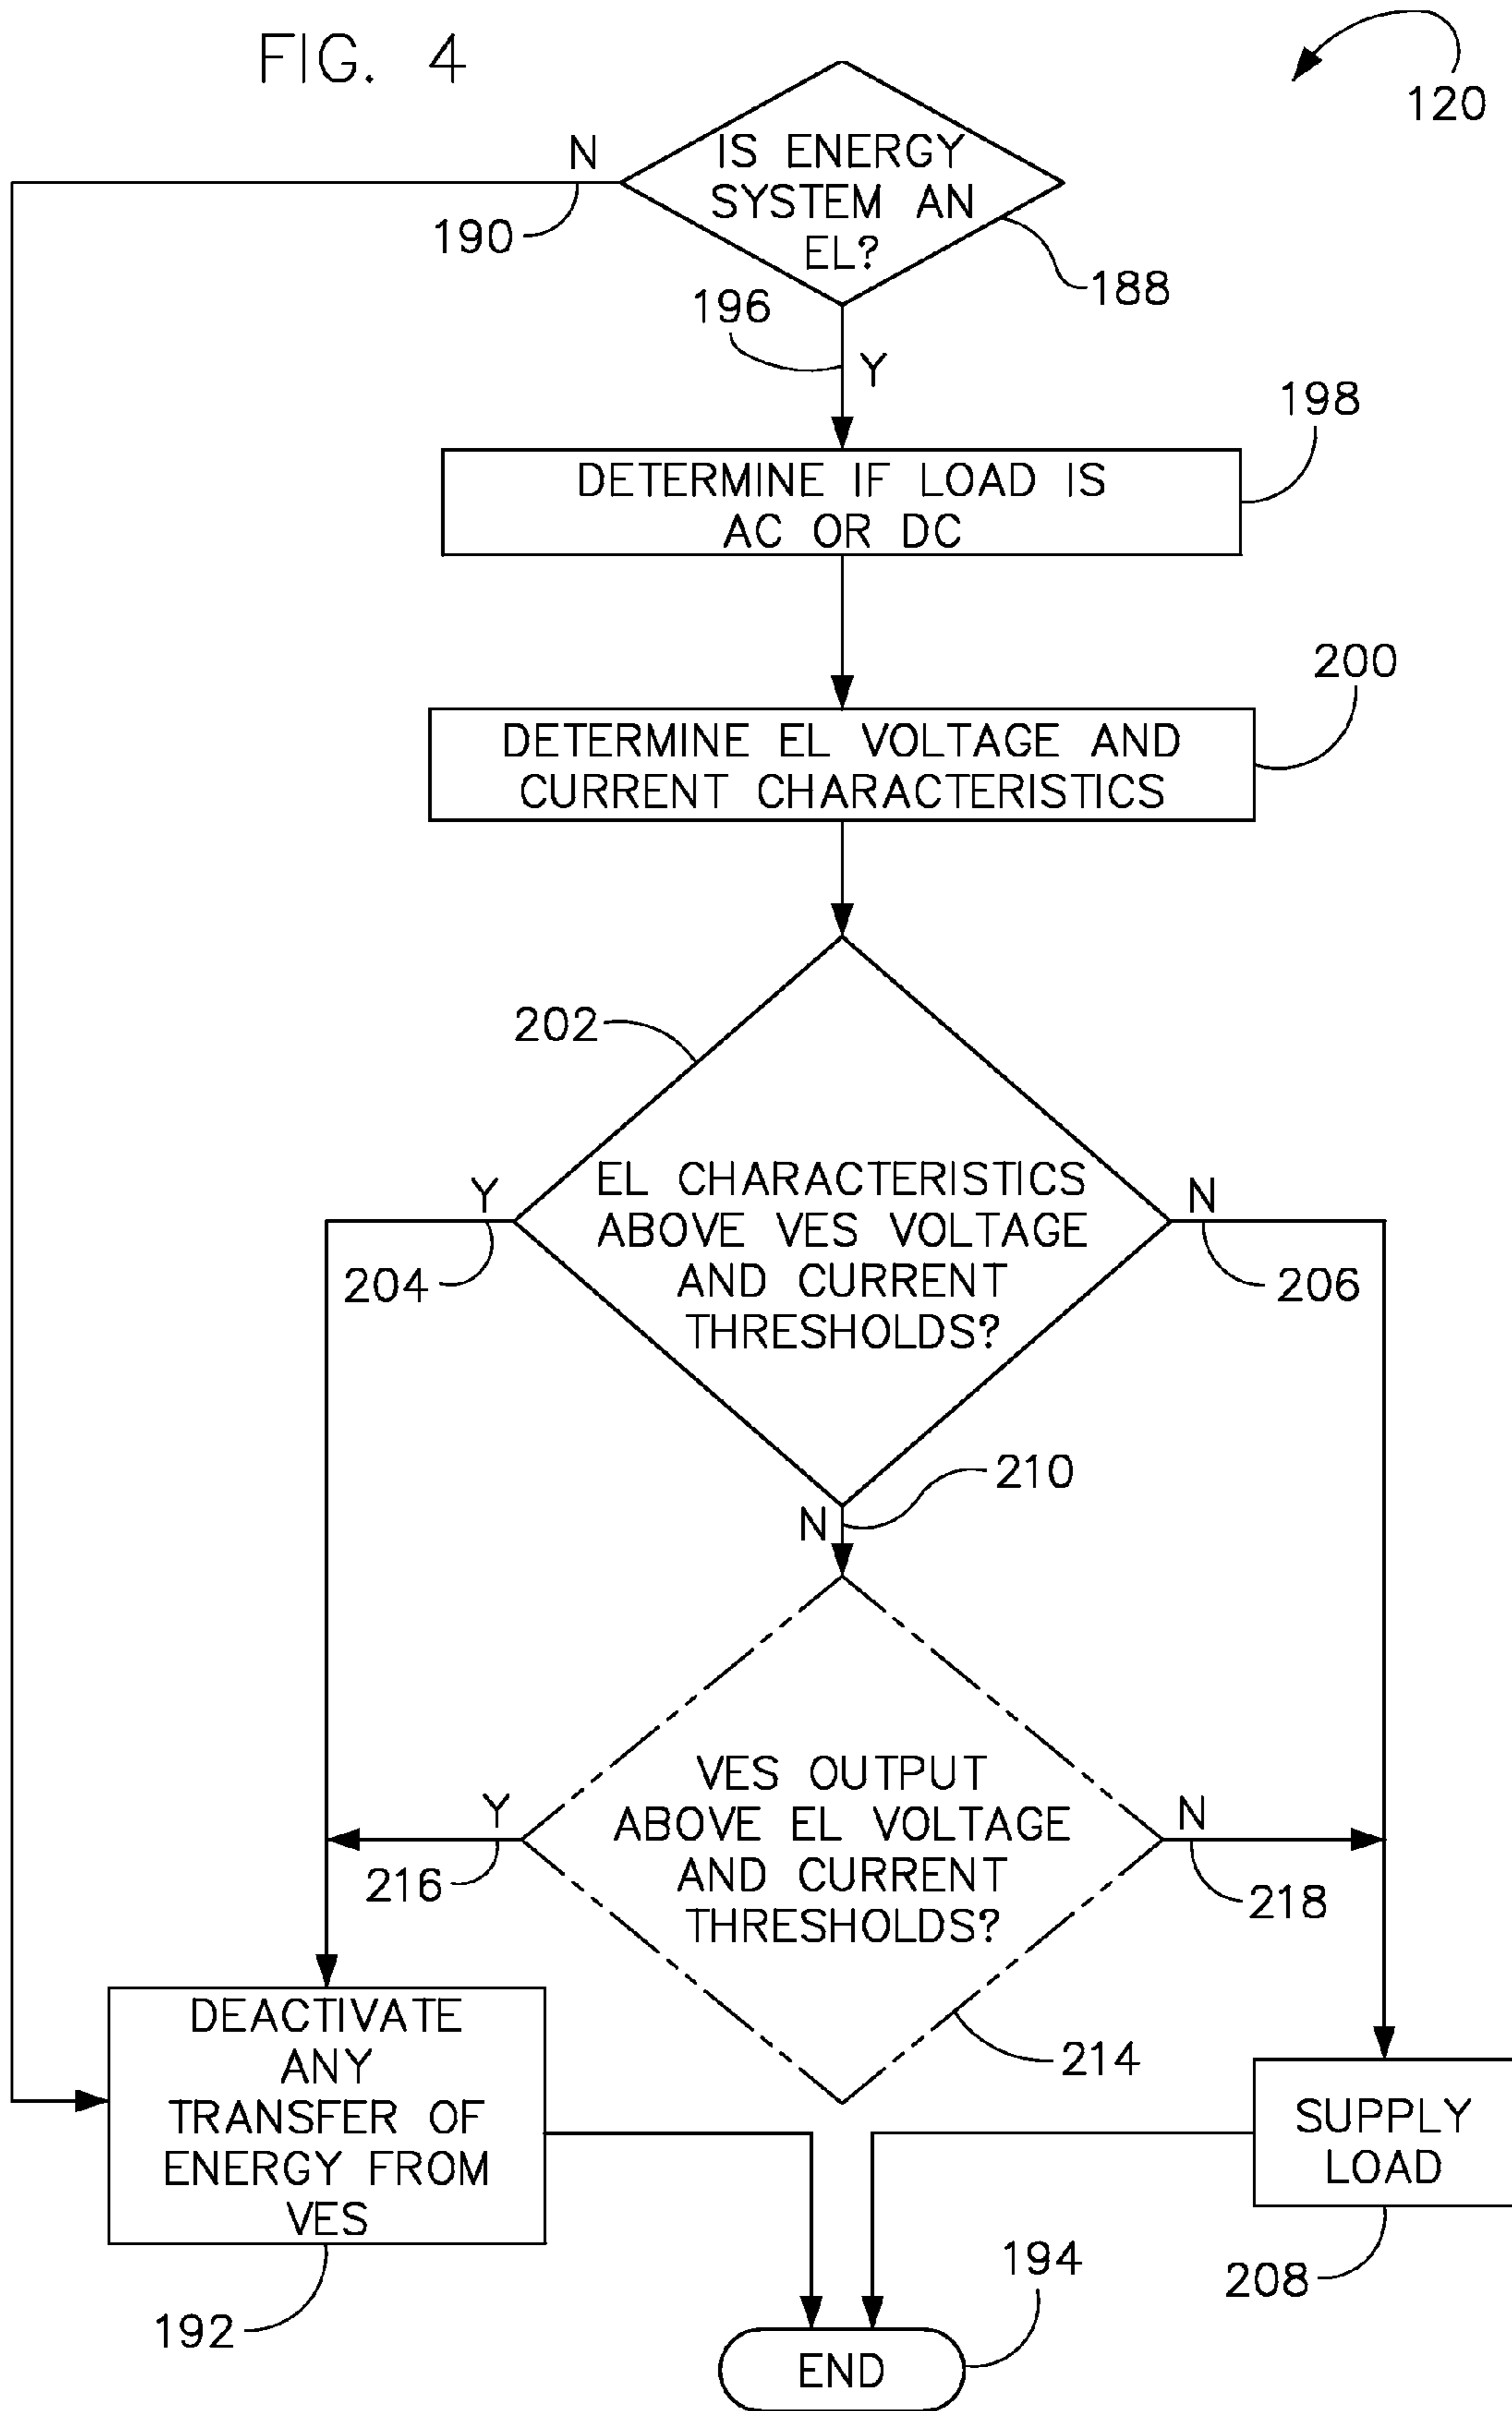 FIG. 4
120
N
IS ENERGY
SYSTEM AN
EL?
190
188
196
Y
198
DETERMINE IF LOAD IS
AC OR DC
200
DETERMINE EL VOLTAGE AND
CURRENT CHARACTERISTICS
202
Y
EL CHARACTERISTICS
ABOVE VES VOLTAGE
AND CURRENT
THRESHOLDS?
N
204
206
210
N
VES OUTPUT
ABOVE EL VOLTAGE
AND CURRENT
THRESHOLDS?
Y
N
216
218
214
DEACTIVATE
ANY
TRANSFER OF
ENERGY FROM
VES
SUPPLY
LOAD
192
194
208
END